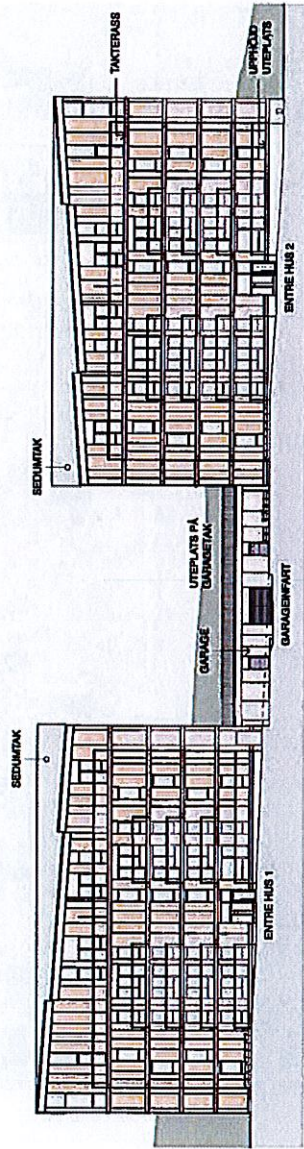 SEDUMTAK
ENTRE HUS 1
GARAGE
GARAGEINFART
UTEPLATS PÅ
GARAGETAK
SEDUMTAK
TAKTERASS
ENTRE HUS 2
UPPHÖJD
UTEPLATS